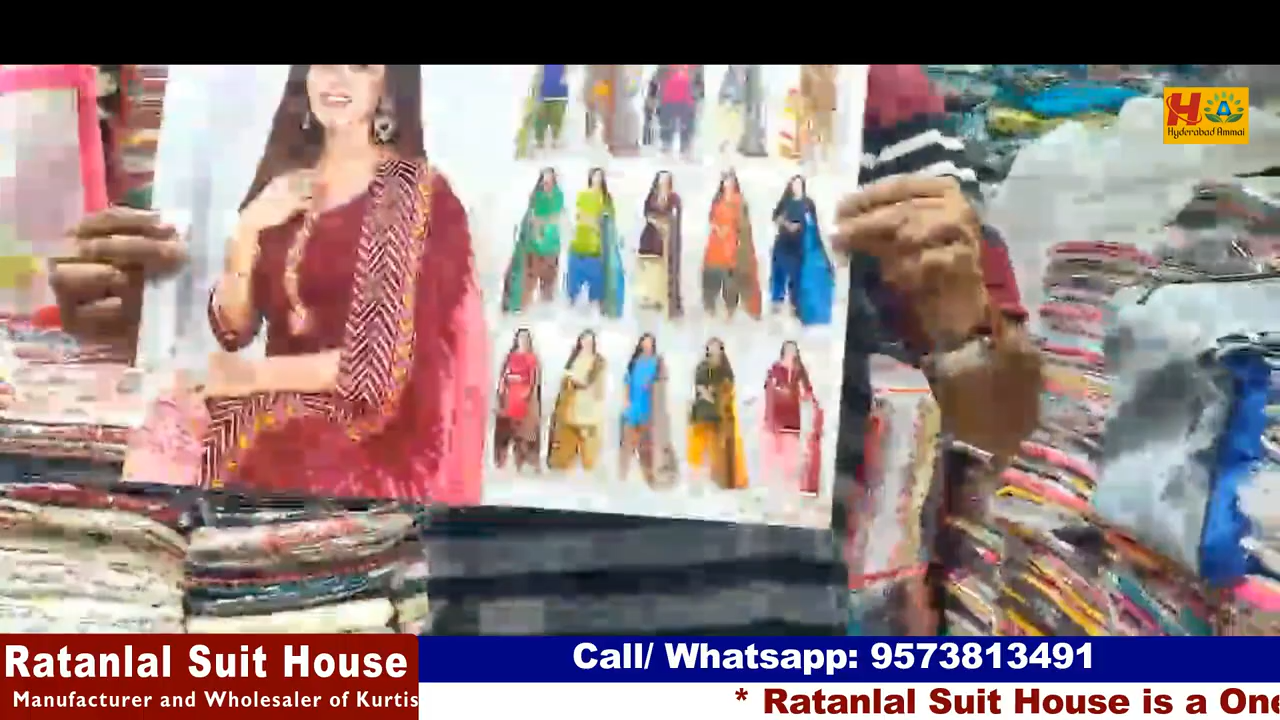 H
Hyderabad Ammai
Ratanlal Suit House
Manufacturer and Wholesaler of Kurtis
Call/ Whatsapp: 9573813491
* Ratanlal Suit House is a One